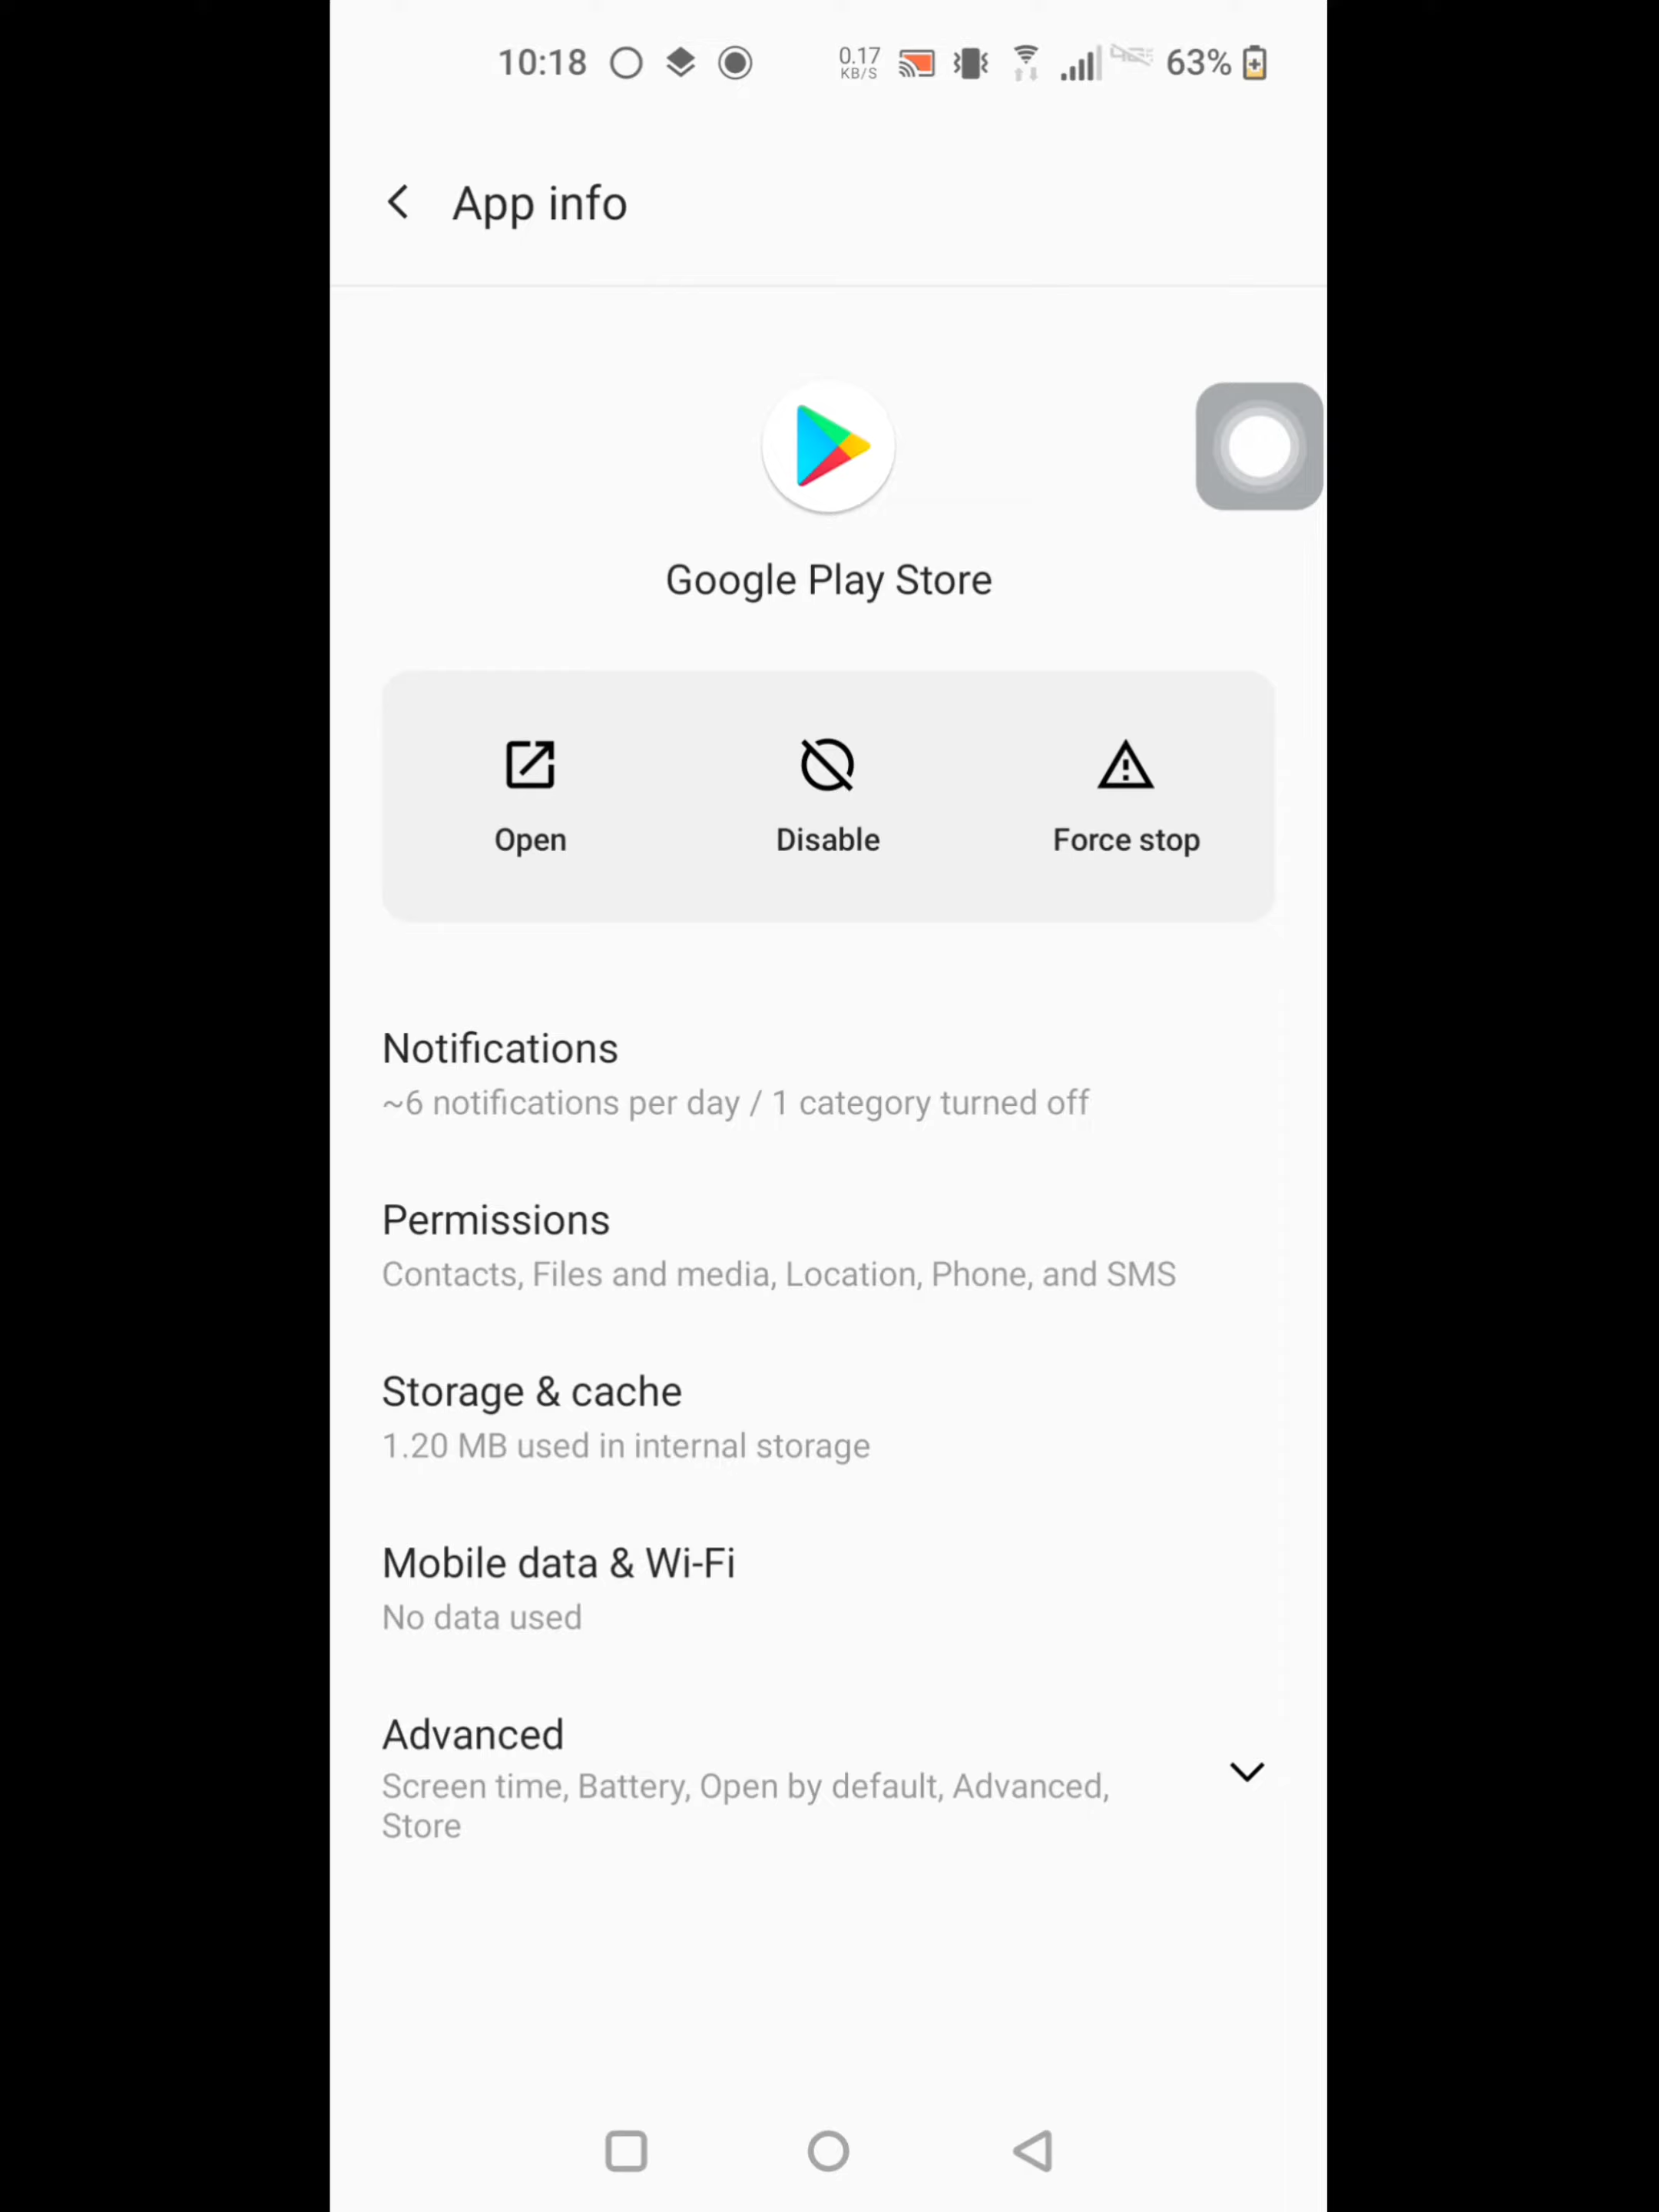 10:18 0.17 KB/S 63%
App info
Google Play Store
Open Disable Force stop
Notifications
~6 notifications per day / 1 category turned off
Permissions
Contacts, Files and media, Location, Phone, and SMS
Storage & cache
1.20 MB used in internal storage
Mobile data & Wi-Fi
No data used
Advanced
Screen time, Battery, Open by default, Advanced,
Store